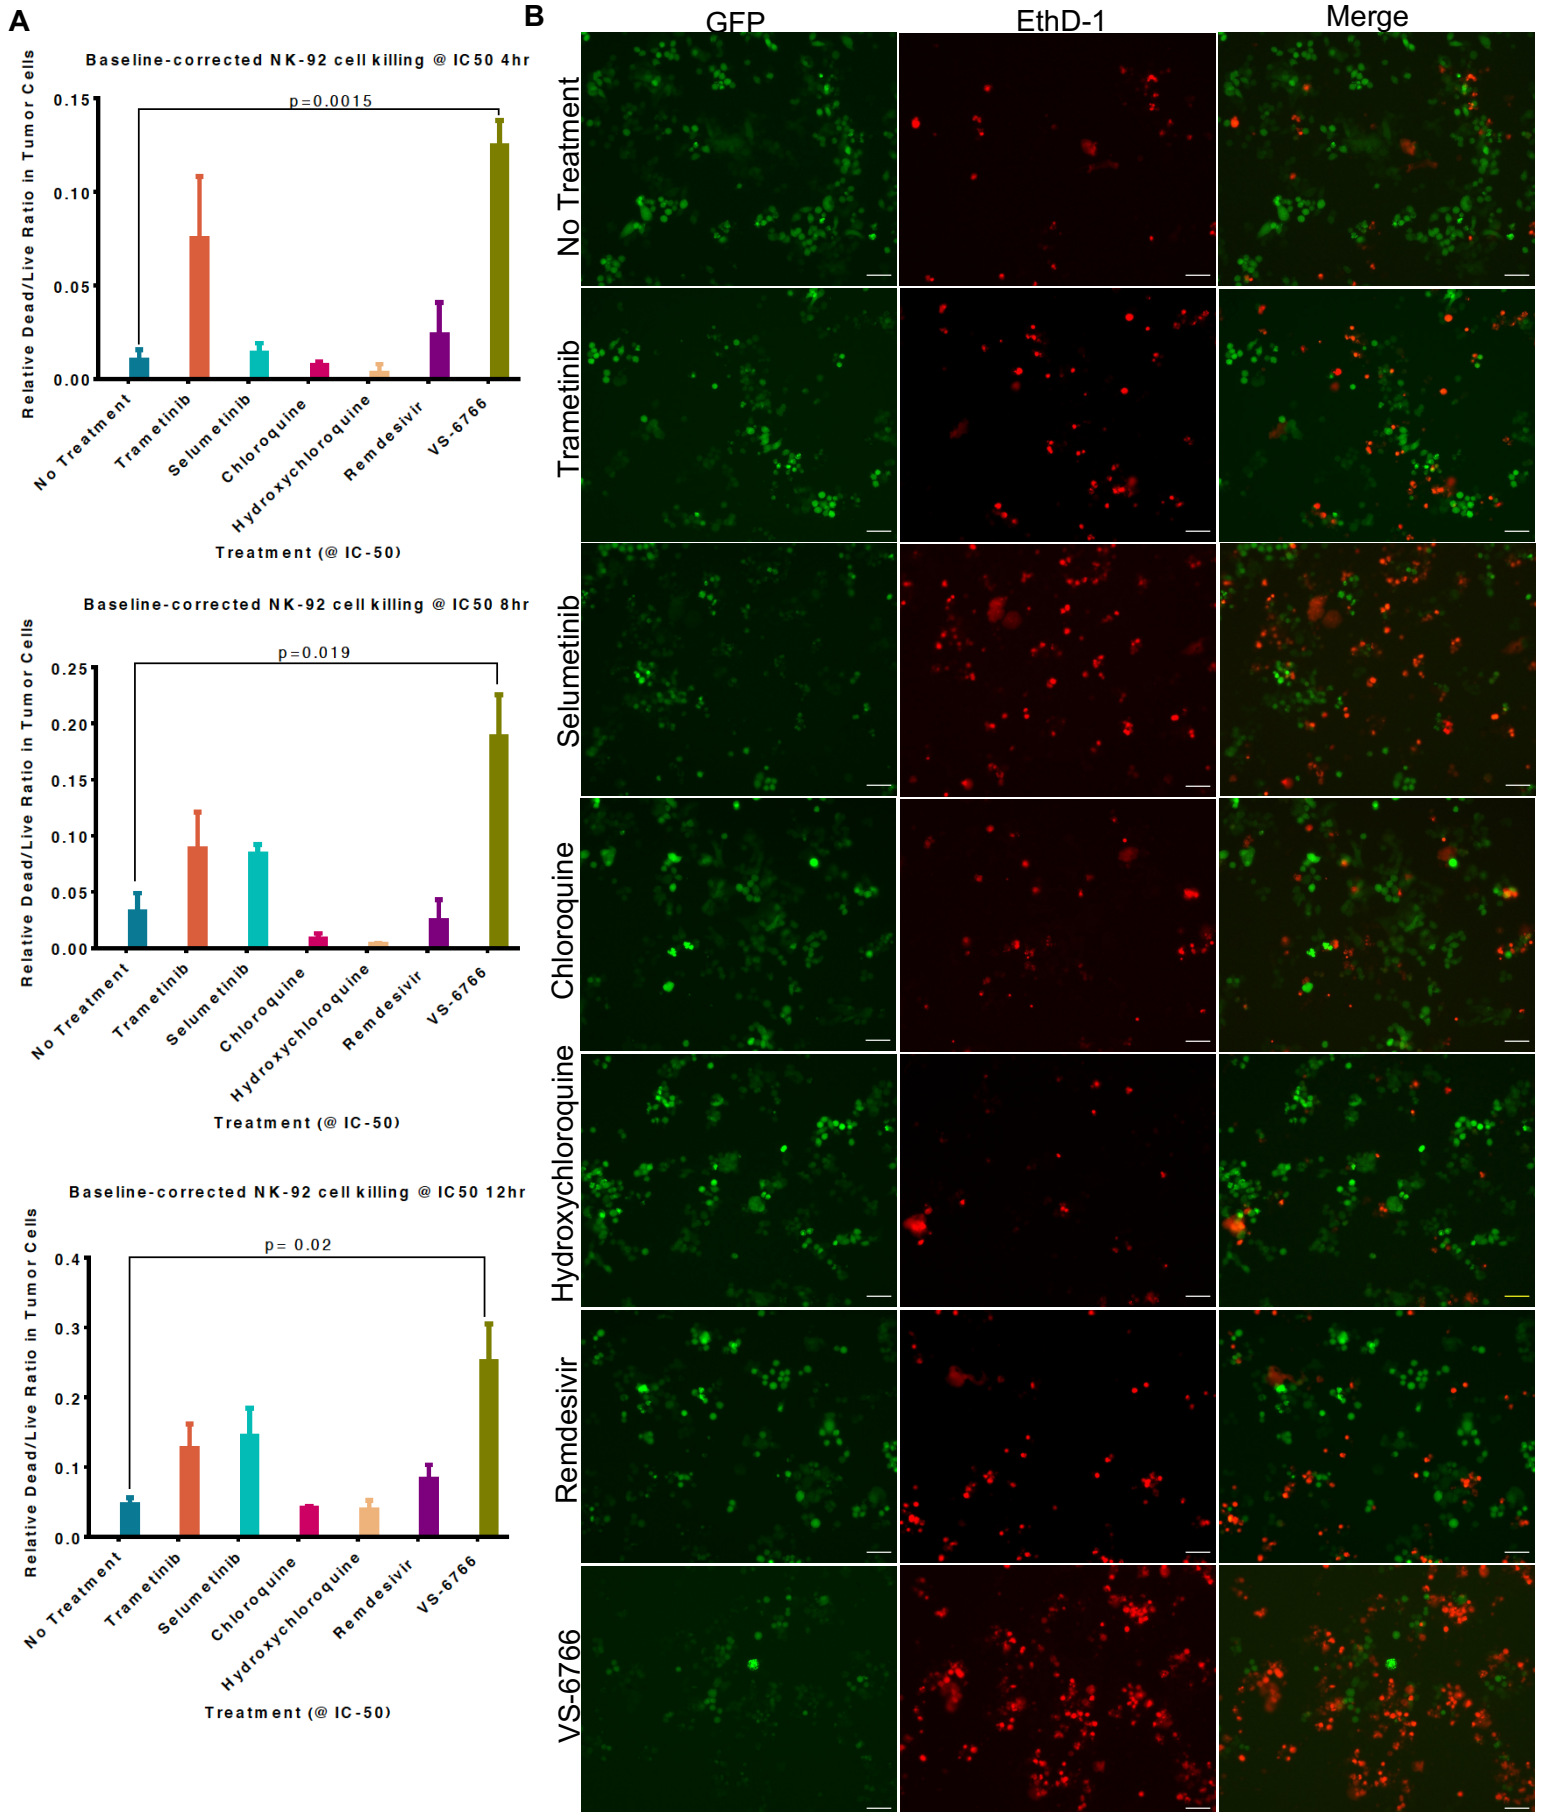 A
Baseline-corrected NK-92 cell killing @ IC50 4hr
Relative Dead/Live Ratio in Tumor Cells
p=0.0015
0.15
0.10
0.05
0.00
No Treatment
Trametinib
Selumetinib
Chloroquine
Hydroxychloroquine
Remdesivir
VS-6766
Treatment (@ IC-50)
Baseline-corrected NK-92 cell killing @ IC50 8hr
Relative Dead/Live Ratio in Tumor Cells
p=0.019
0.25
0.20
0.15
0.10
0.05
0.00
No Treatment
Trametinib
Selumetinib
Chloroquine
Hydroxychloroquine
Remdesivir
VS-6766
Treatment (@ IC-50)
Baseline-corrected NK-92 cell killing @ IC50 12hr
Relative Dead/Live Ratio in Tumor Cells
p= 0.02
0.4
0.3
0.2
0.1
0.0
No Treatment
Trametinib
Selumetinib
Chloroquine
Hydroxychloroquine
Remdesivir
VS-6766
Treatment (@ IC-50)
B
GFP
EthD-1
Merge
No Treatment
Trametinib
Selumetinib
Chloroquine
Hydroxychloroquine
Remdesivir
VS-6766